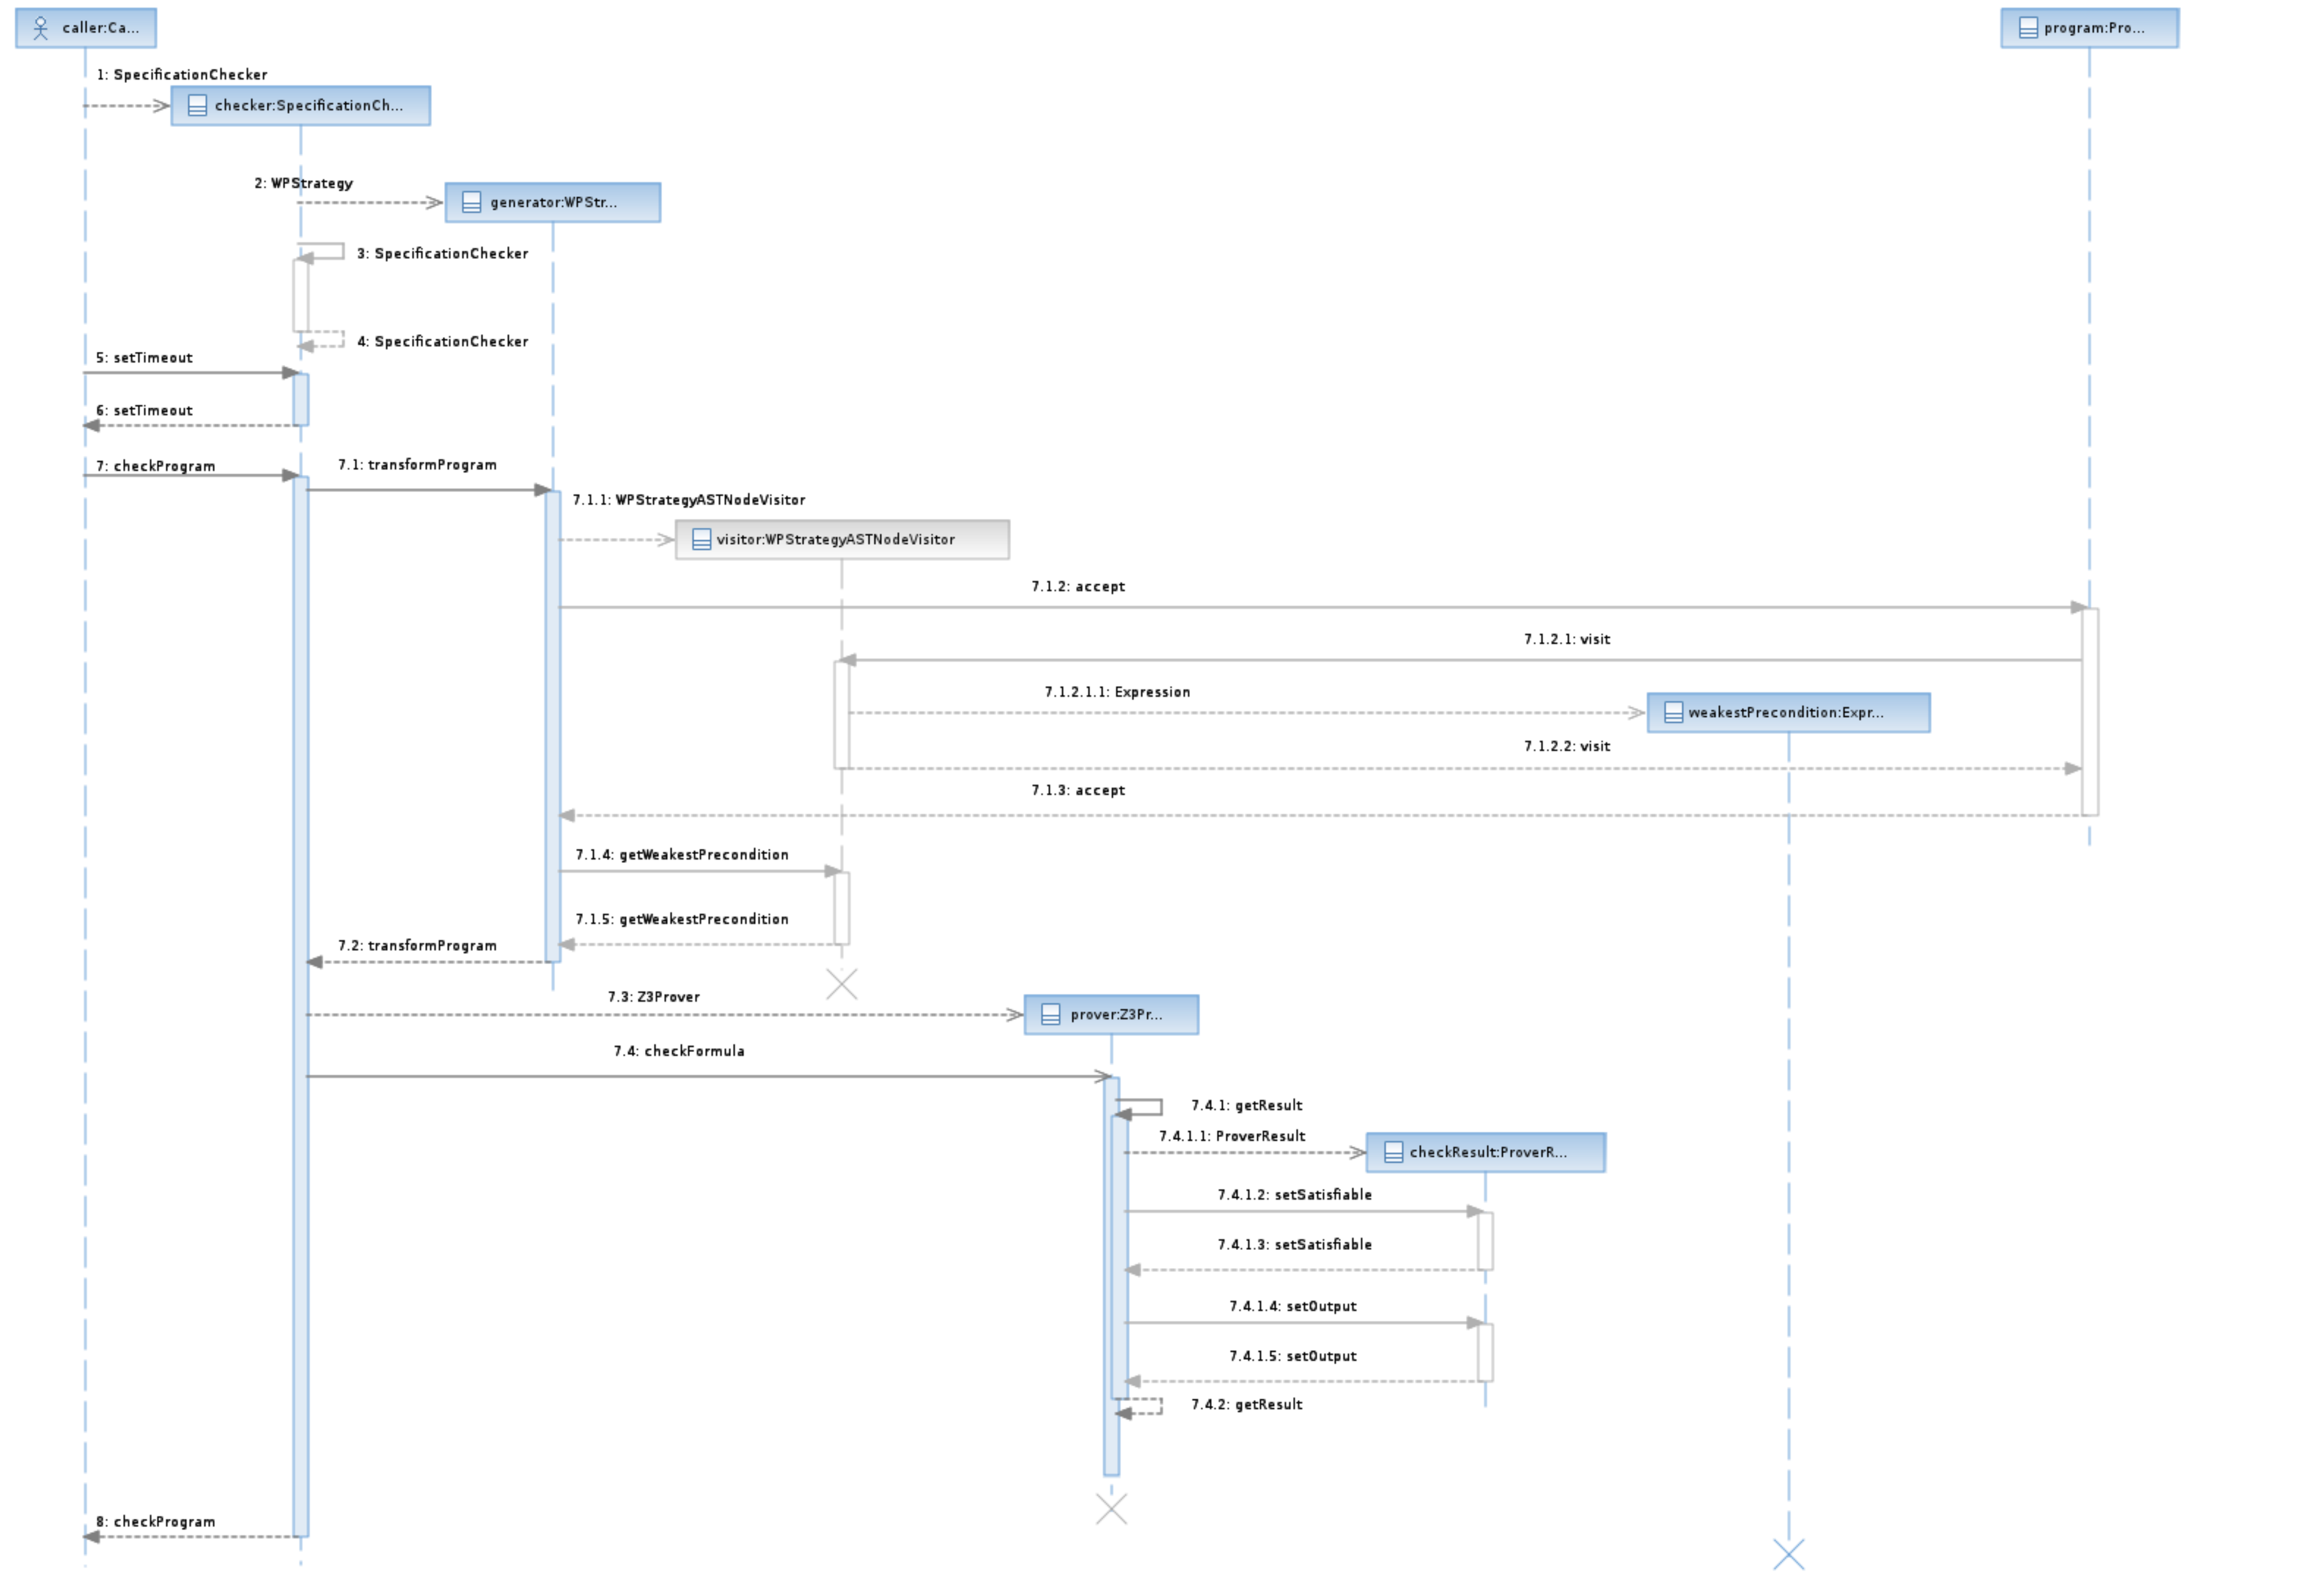 caller:Ca...
program:Pro...
1: SpecificationChecker
checker:SpecificationCh...
2: WPStrategy
generator:WPStr...
3: SpecificationChecker
4: SpecificationChecker
5: setTimeout
6: setTimeout
7: checkProgram
7.1: transformProgram
7.1.1: WPStrategyASTNodeVisitor
visitor:WPStrategyASTNodeVisitor
7.1.2: accept
7.1.2.1: visit
7.1.2.1.1: Expression
weakestPrecondition:Expr...
7.1.2.2: visit
7.1.3: accept
7.1.4: getWeakestPrecondition
7.1.5: getWeakestPrecondition
7.2: transformProgram
7.3: Z3Prover
prover:Z3Pr...
7.4: checkFormula
7.4.1: getResult
7.4.1.1: ProverResult
checkResult:ProverR...
7.4.1.2: setSatisfiable
7.4.1.3: setSatisfiable
7.4.1.4: setOutput
7.4.1.5: setOutput
7.4.2: getResult
8: checkProgram